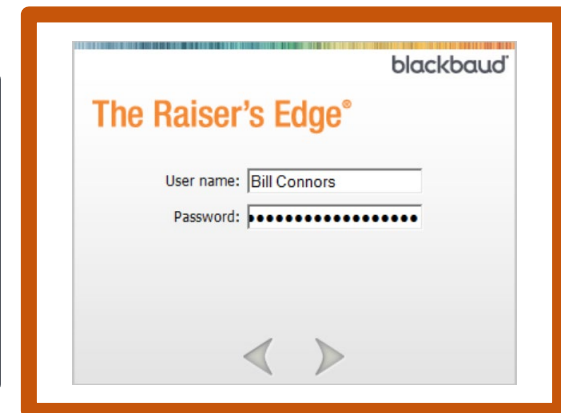 blackbaud®
The Raiser's Edge®
User name: Bill Connors
Password: ••••••••••••••••••